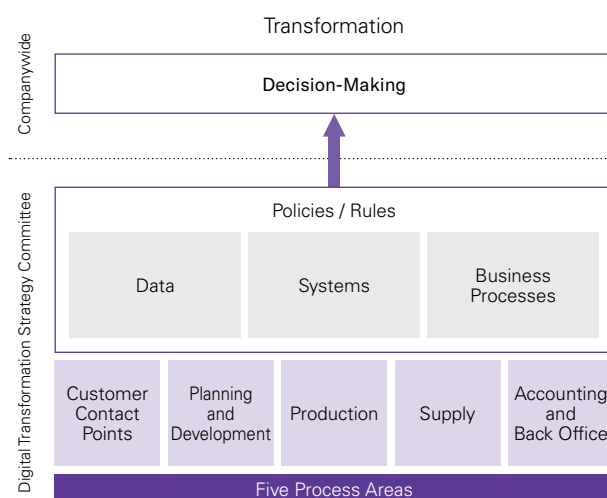 Transformation
Companywide
Decision-Making
Digital Transformation Strategy Committee
Policies / Rules
Data
Systems
Business
Processes
Customer
Contact
Points
Planning
and
Development
Production
Supply
Accounting
and
Back Office
Five Process Areas